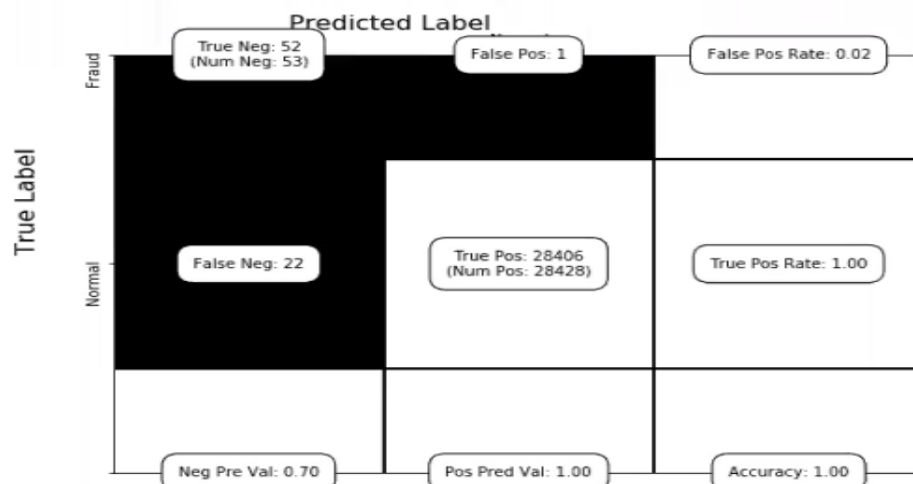 Predicted Label
True Neg: 52
(Num Neg: 53)
False Pos: 1
False Pos Rate: 0.02
Fraud
True Label
False Neg: 22
True Pos: 28406
(Num Pos: 28428)
True Pos Rate: 1.00
Normal
Neg Pre Val: 0.70
Pos Pred Val: 1.00
Accuracy: 1.00